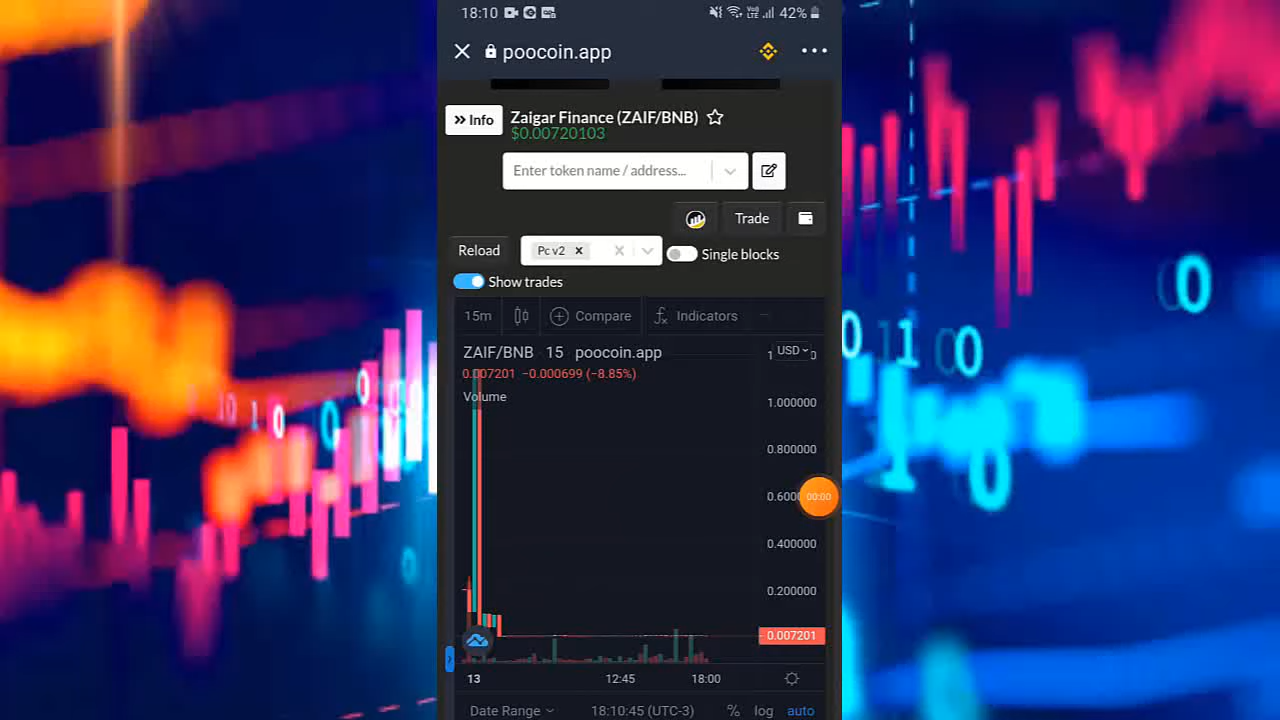 18:10 42%
poocoin.app
Info
Zaigar Finance (ZAIF/BNB)
$0.00720103
Enter token name / address...
Trade
Reload Pc v2 Single blocks
Show trades
15m Compare Indicators
ZAIF/BNB 15 poocoin.app
USD
0.007201 −0.000699 (−8.85%)
Volume
1.000000
0.800000
00:00
0.400000
0.200000
0.007201
13 12:45 18:00
Date Range 18:10:45 (UTC-3) % log auto